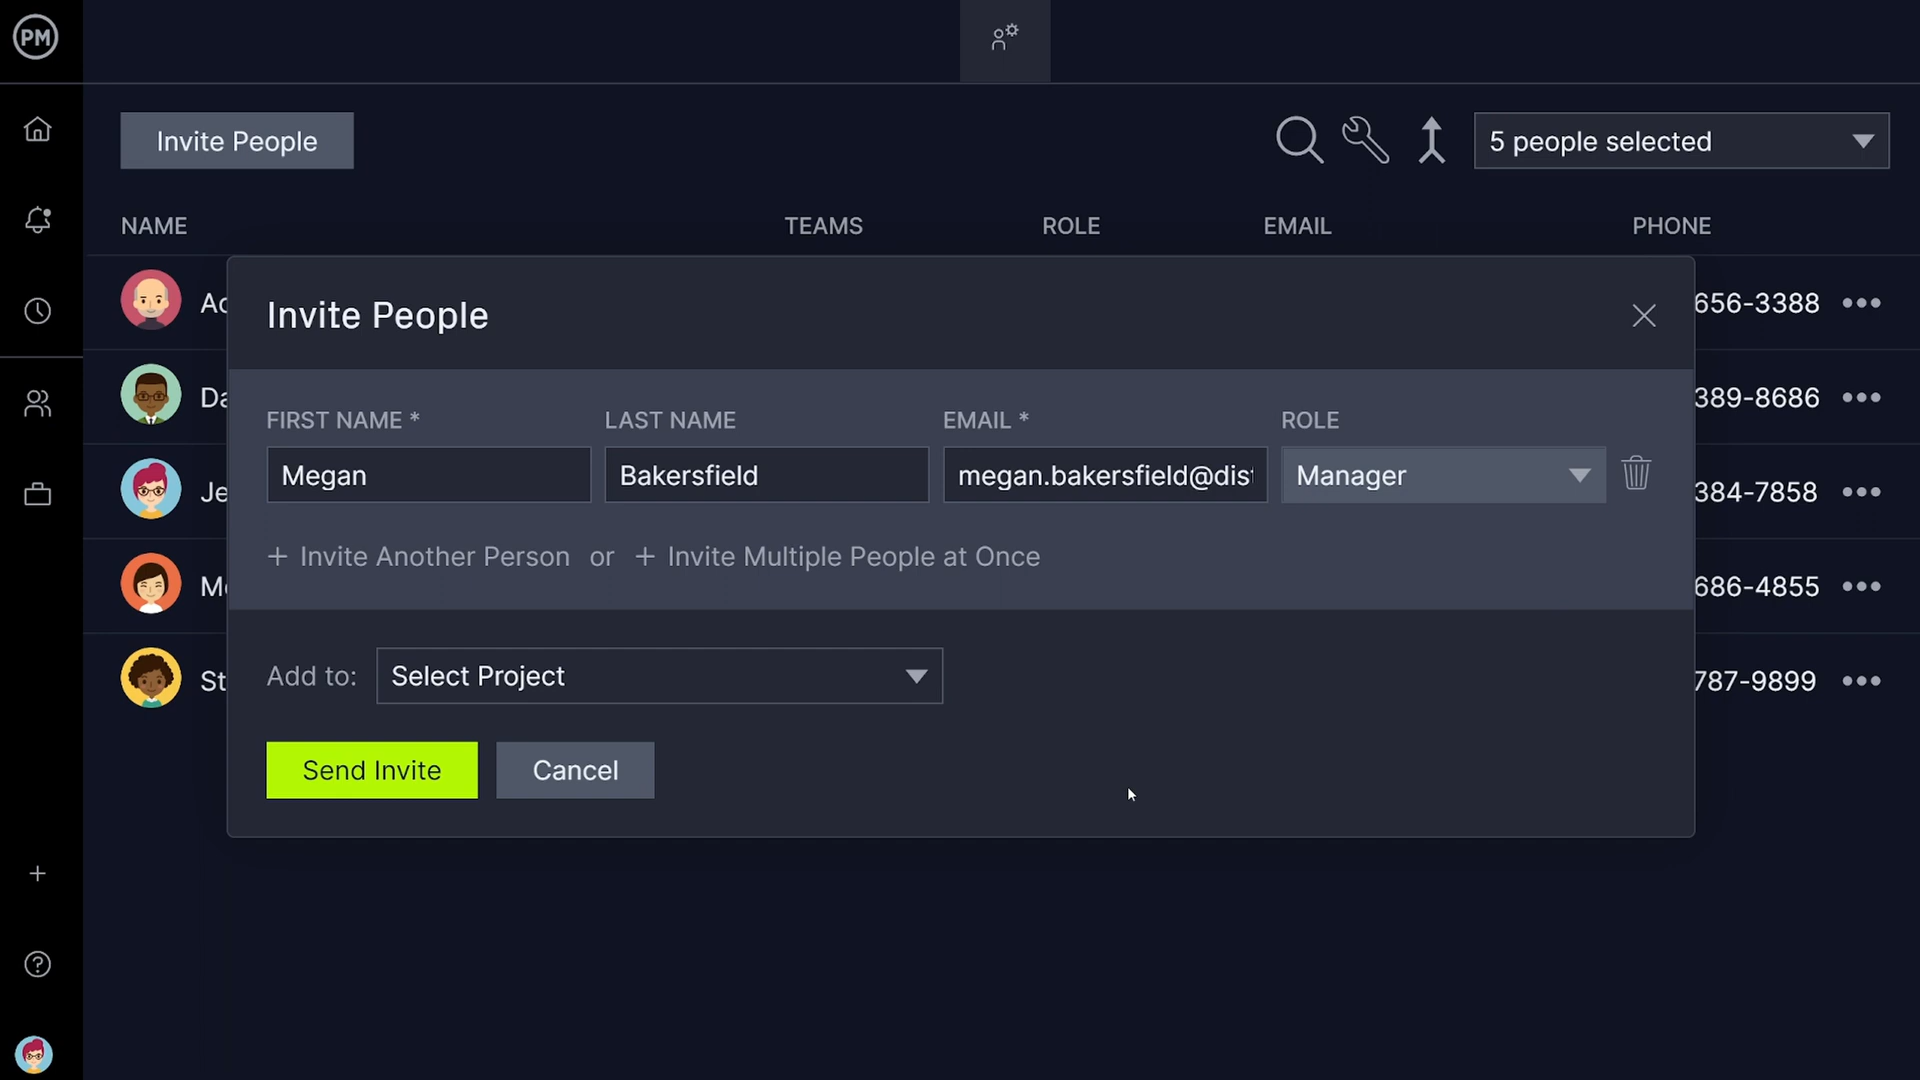 PM
Invite People
5 people selected
NAME TEAMS ROLE EMAIL PHONE
Invite People
656-3388
389-8686
384-7858
686-4855
787-9899
FIRST NAME * LAST NAME EMAIL * ROLE
Megan Bakersfield megan.bakersfield@dist Manager
+ Invite Another Person or + Invite Multiple People at Once
Add to: Select Project
Send Invite Cancel